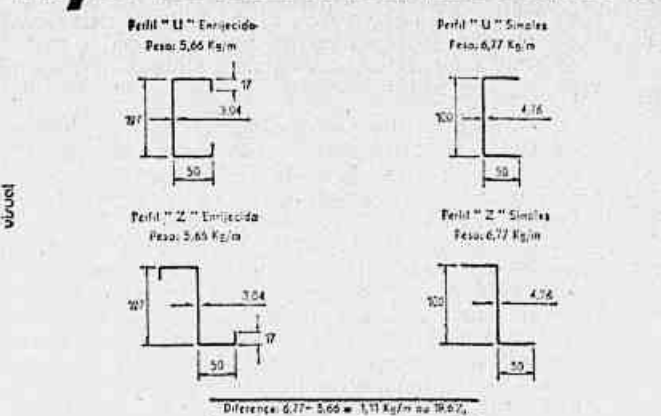 Perfil "U" Enrijecido
Peso: 5,66 Kg/m
17
3,04
50
Perfil "U" Simples
Peso: 6,77 Kg/m
100
4,76
50
visual
Perfil "Z" Enrijecido
Peso: 5,66 Kg/m
3,04
17
50
Perfil "Z" Simples
Peso: 6,77 Kg/m
100
4,76
50
Diferença: 6,77 - 5,66 = 1,11 Kg/m ou 19,6%